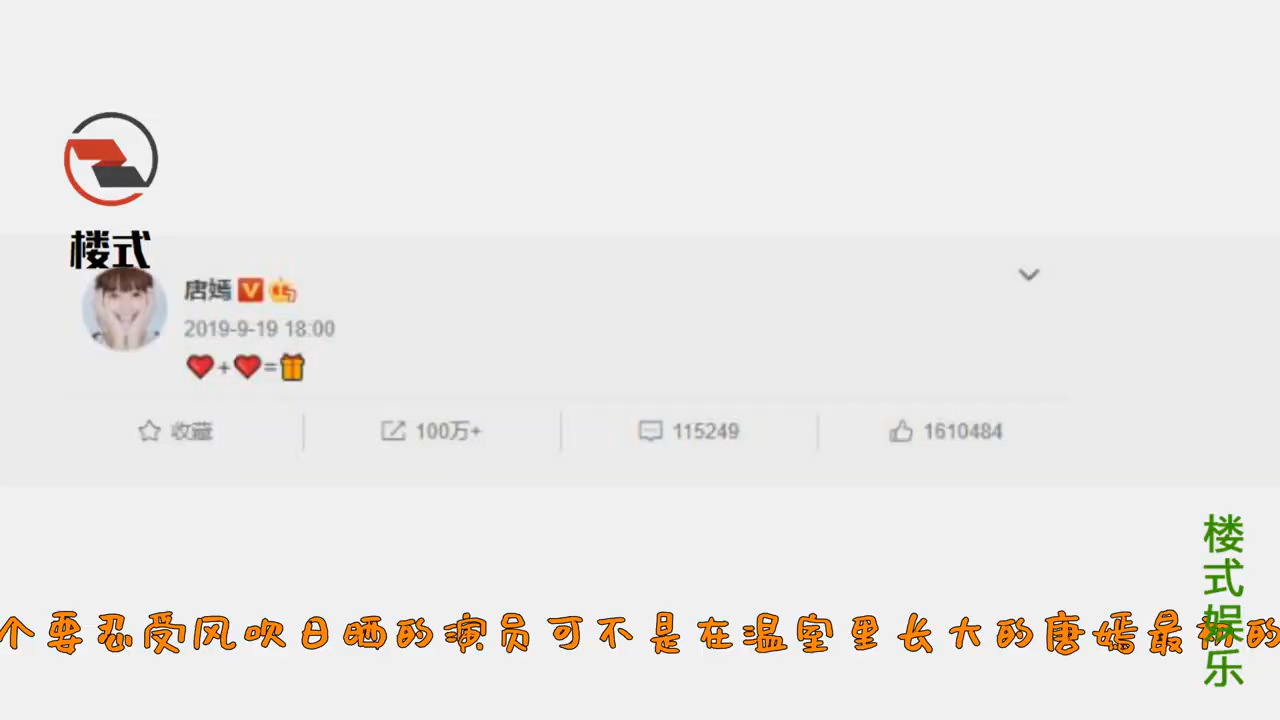 楼式
唐嫣
2019-9-19 18:00
+ =
收藏
100万+
115249
1610484
楼式娱乐
个要忍受风吹日晒的演员可不是在温室里长大的唐嫣最初的